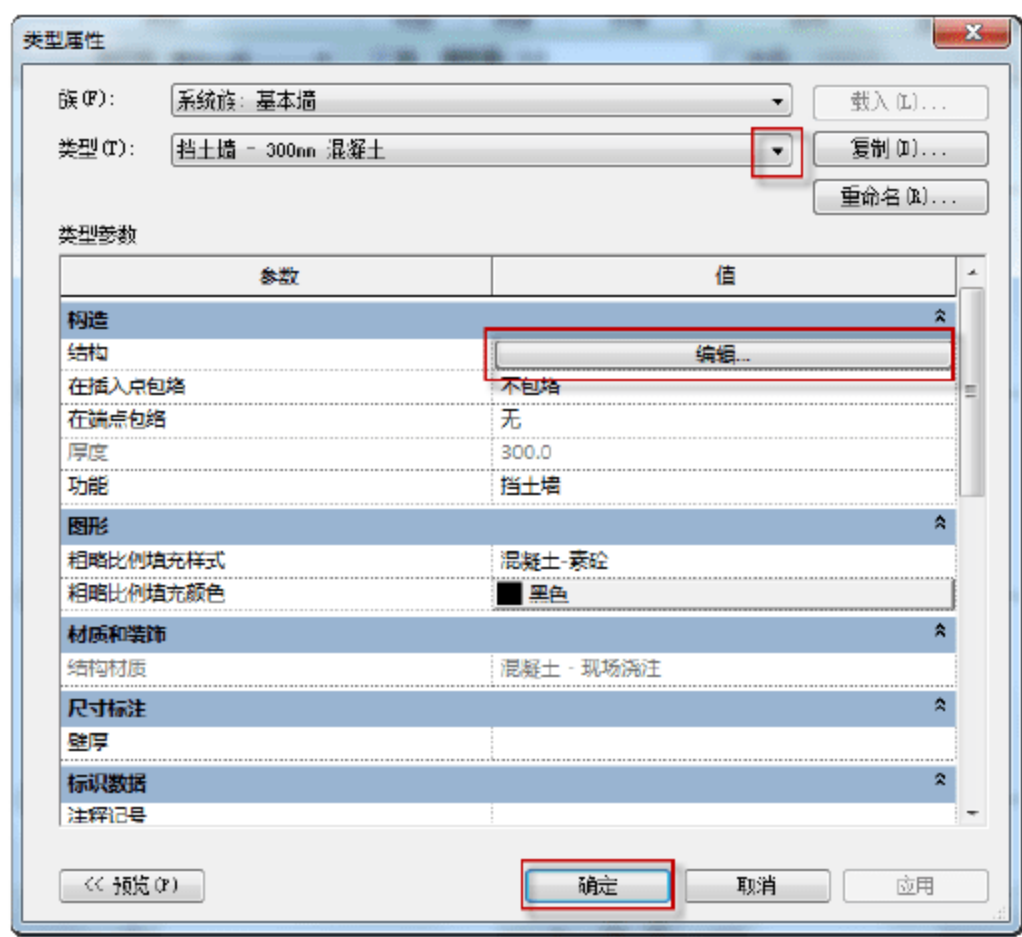 类型属性
族(F): 系统族: 基本墙 载入(L)...
类型(T): 挡土墙 - 300mm 混凝土 复制(D)...
重命名(R)...
类型参数
参数 值
构造
结构 编辑...
在插入点包络 不包络
在端点包络 无
厚度 300.0
功能 挡土墙
图形
粗略比例填充样式 混凝土-素砼
粗略比例填充颜色 黑色
材质和装饰
结构材质 混凝土 - 现场浇注
尺寸标注
壁厚
标识数据
注释记号
<< 预览(P) 确定 取消 应用